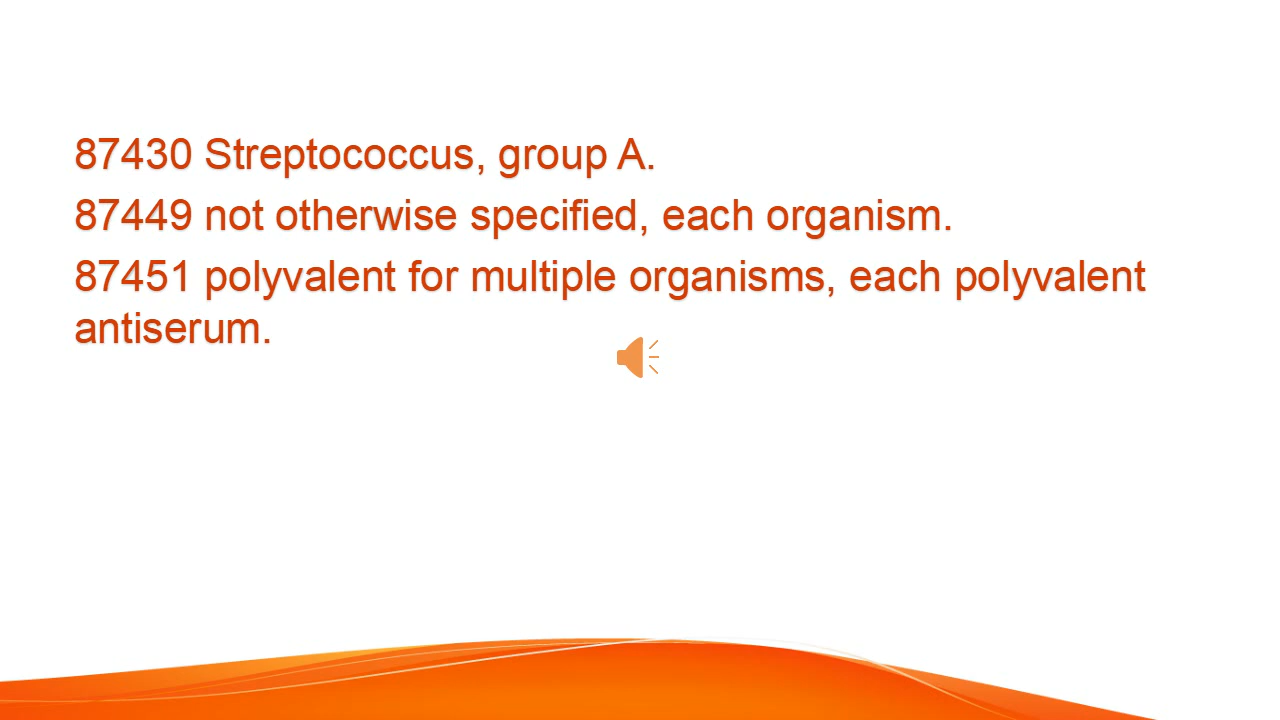 87430 Streptococcus, group A.
87449 not otherwise specified, each organism.
87451 polyvalent for multiple organisms, each polyvalent
antiserum.